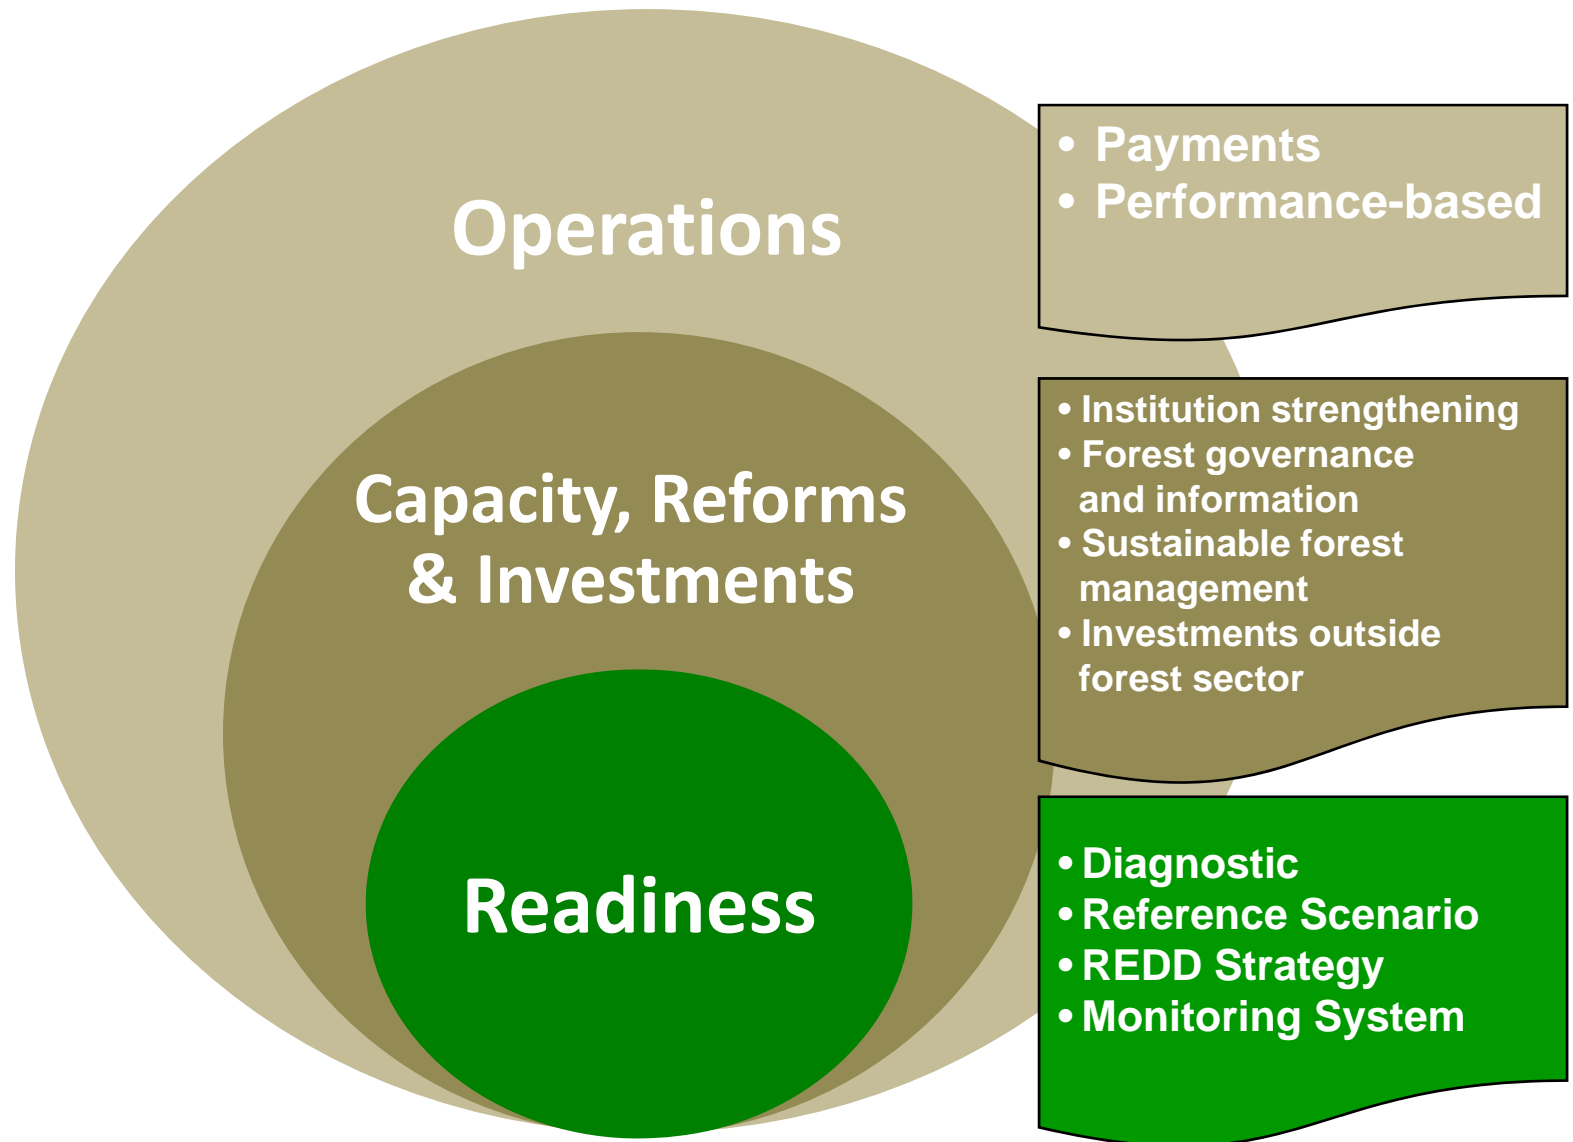 Operations
• Payments
• Performance-based
Capacity, Reforms
& Investments
• Institution strengthening
• Forest governance
and information
• Sustainable forest
management
• Investments outside
forest sector
Readiness
• Diagnostic
• Reference Scenario
• REDD Strategy
• Monitoring System